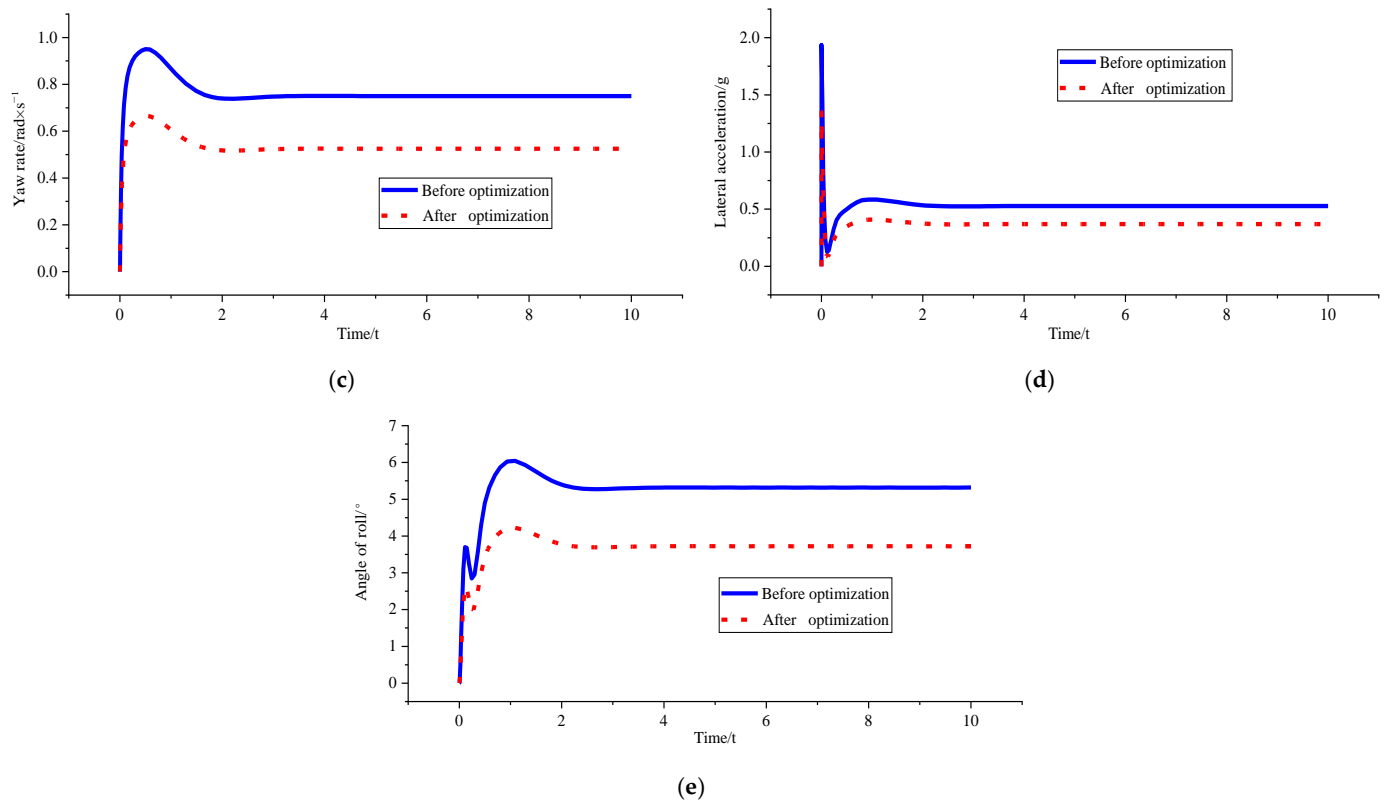 1.0
0.8
0.6
0.4
0.2
0.0
Yaw rate/rad×s⁻¹
Before optimization
After optimization
0 2 4 6 8 10
Time/t
(c)
2.0
1.5
1.0
0.5
0.0
Lateral acceleration/g
Before optimization
After optimization
0 2 4 6 8 10
Time/t
(d)
7
6
5
4
3
2
1
0
Angle of roll/°
Before optimization
After optimization
0 2 4 6 8 10
Time/t
(e)